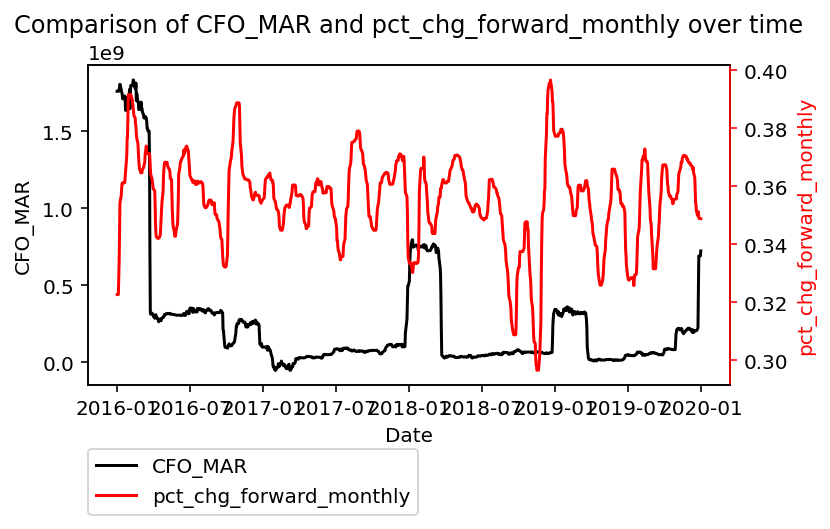 Comparison of CFO_MAR and pct_chg_forward_monthly over time
1e9
CFO_MAR
1.5
1.0
0.5
0.0
0.40
0.38
0.36
0.34
0.32
0.30
pct_chg_forward_monthly
2016-01 2016-07 2017-01 2017-07 2018-01 2018-07 2019-01 2019-07 2020-01
Date
CFO_MAR
pct_chg_forward_monthly